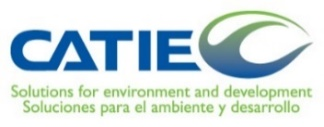 CATIE
Solutions for environment and development
Soluciones para el ambiente y desarrollo